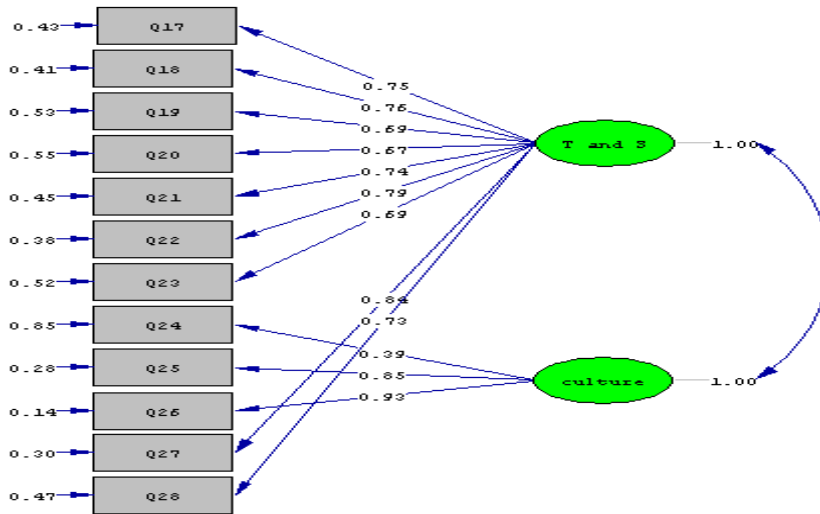 0.43 Q17
0.41 Q18 0.75
0.53 Q19 0.76
0.69 T and S 1.00
0.55 Q20 0.67
0.45 Q21 0.74
0.79
0.38 Q22 0.69
0.52 Q23
0.84
0.85 Q24 0.73
0.39
0.28 Q25 0.85 culture 1.00
0.14 Q26 0.93
0.30 Q27
0.47 Q28